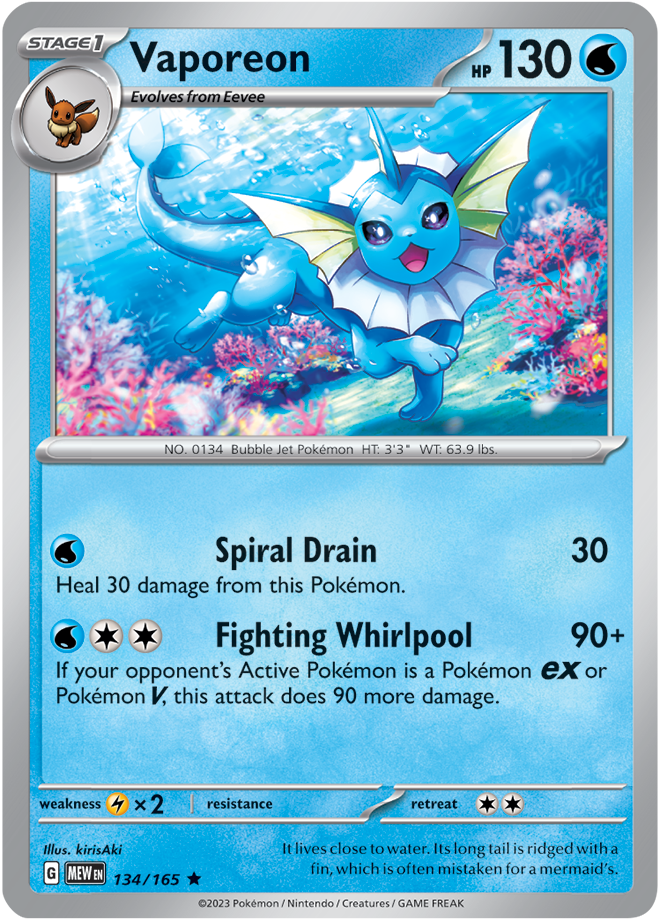 STAGE 1
Vaporeon
HP 130
Evolves from Eevee
NO. 0134 Bubble Jet Pokémon HT: 3'3" WT: 63.9 lbs.
Spiral Drain 30
Heal 30 damage from this Pokémon.
Fighting Whirlpool 90+
If your opponent's Active Pokémon is a Pokémon ex or
Pokémon V, this attack does 90 more damage.
weakness ×2 resistance retreat
Illus. kirisAki
It lives close to water. Its long tail is ridged with a
fin, which is often mistaken for a mermaid's.
G MEW EN 134/165 ★
©2023 Pokémon / Nintendo / Creatures / GAME FREAK